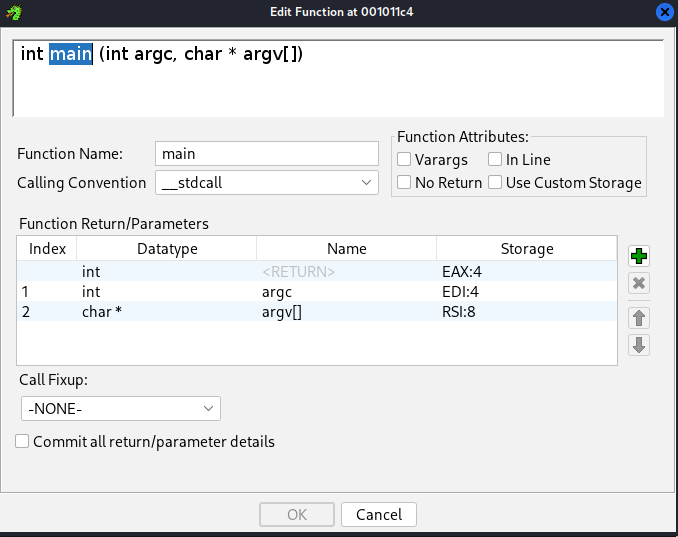 Edit Function at 001011c4
int main (int argc, char * argv[])
Function Name: main
Calling Convention __stdcall
Function Attributes:
Varargs In Line
No Return Use Custom Storage
Function Return/Parameters
Index Datatype Name Storage
int <RETURN> EAX:4
1 int argc EDI:4
2 char * argv[] RSI:8
Call Fixup:
-NONE-
Commit all return/parameter details
OK Cancel